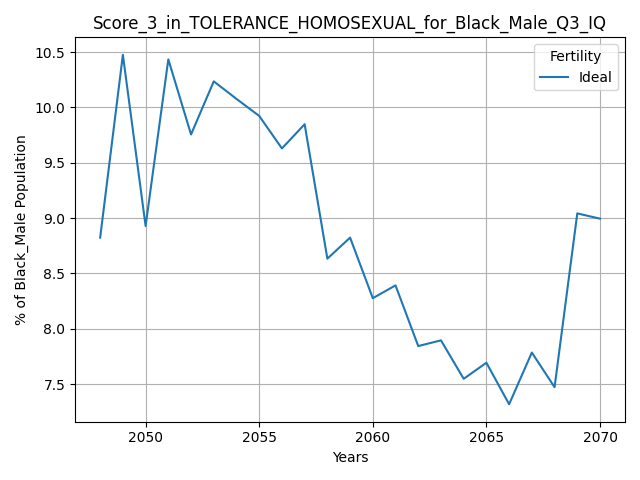 Score_3_in_TOLERANCE_HOMOSEXUAL_for_Black_Male_Q3_IQ
Fertility
Ideal
% of Black_Male Population
10.5
10.0
9.5
9.0
8.5
8.0
7.5
2050 2055 2060 2065 2070
Years